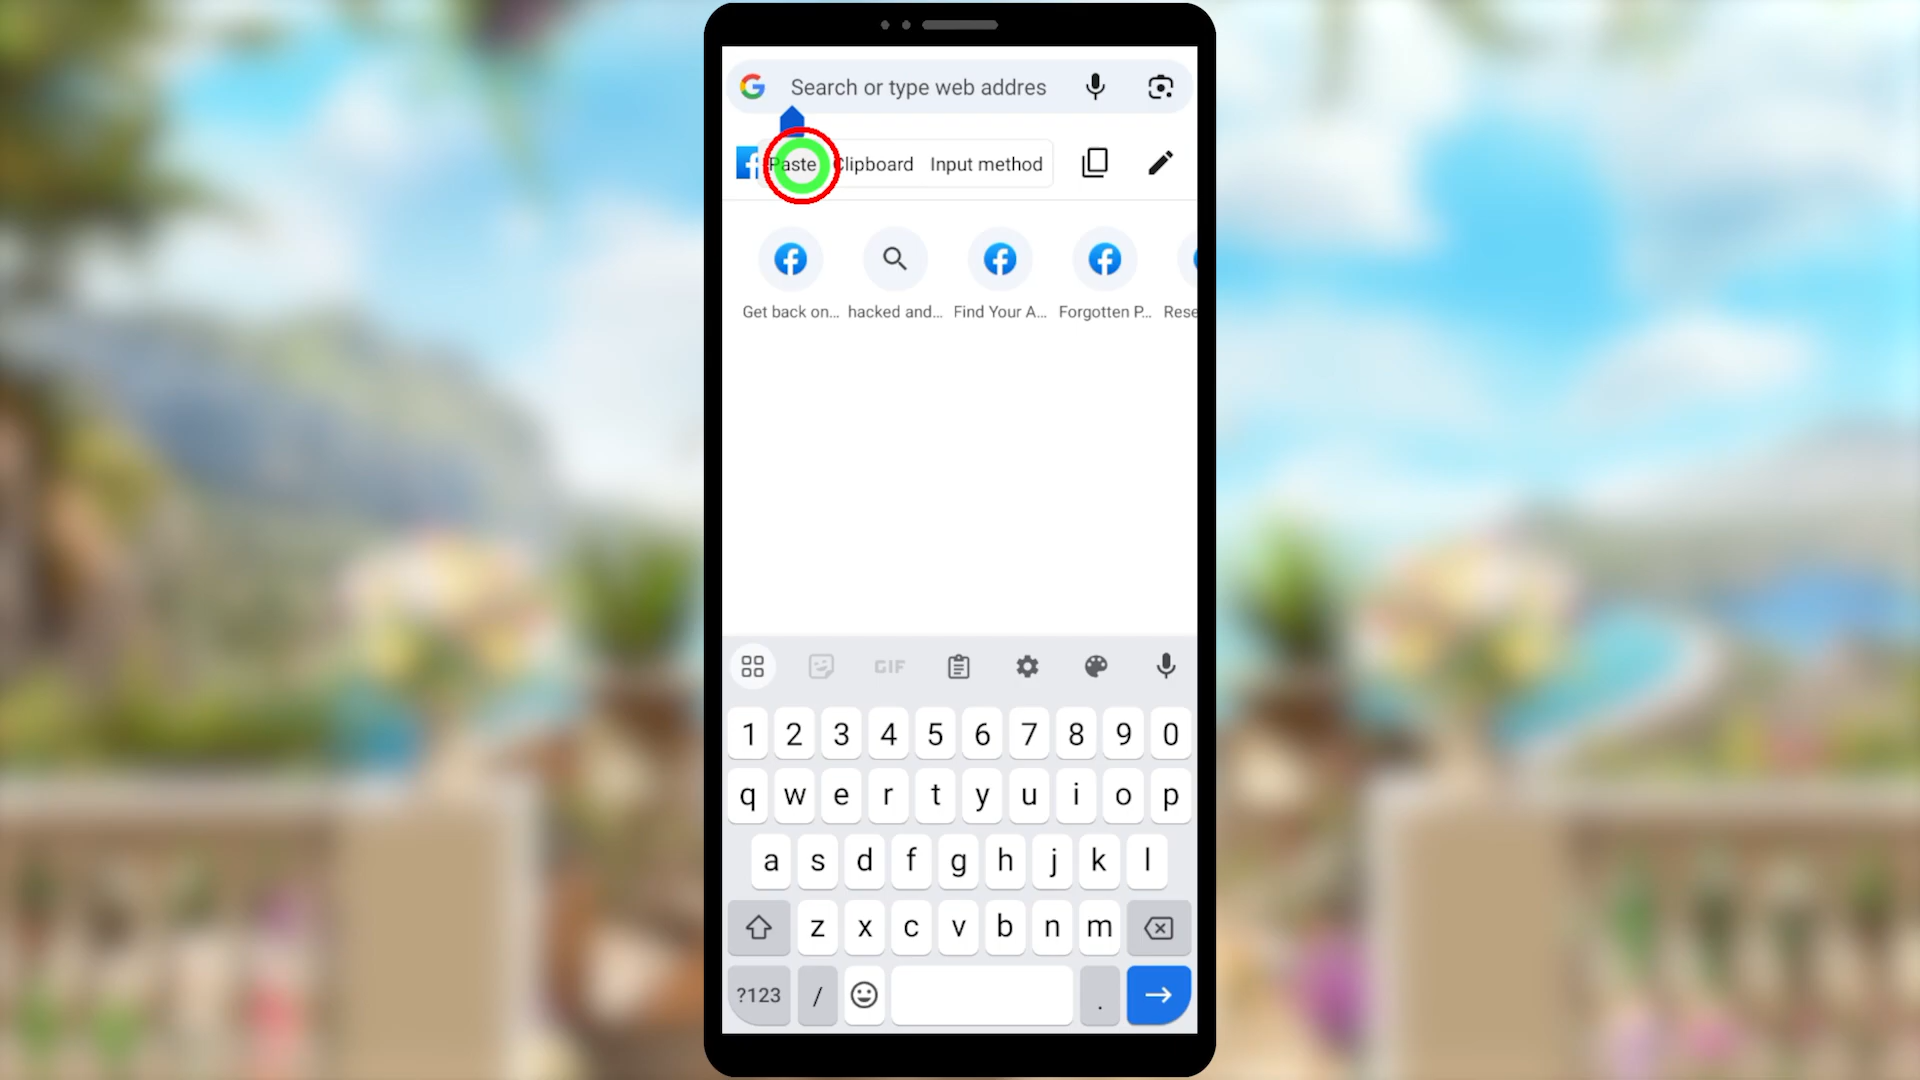 Search or type web addres
Paste Clipboard Input method
Get back on... hacked and... Find Your A... Forgotten P... Rese
GIF
1 2 3 4 5 6 7 8 9 0
q w e r t y u i o p
a s d f g h j k l
z x c v b n m
?123 / .